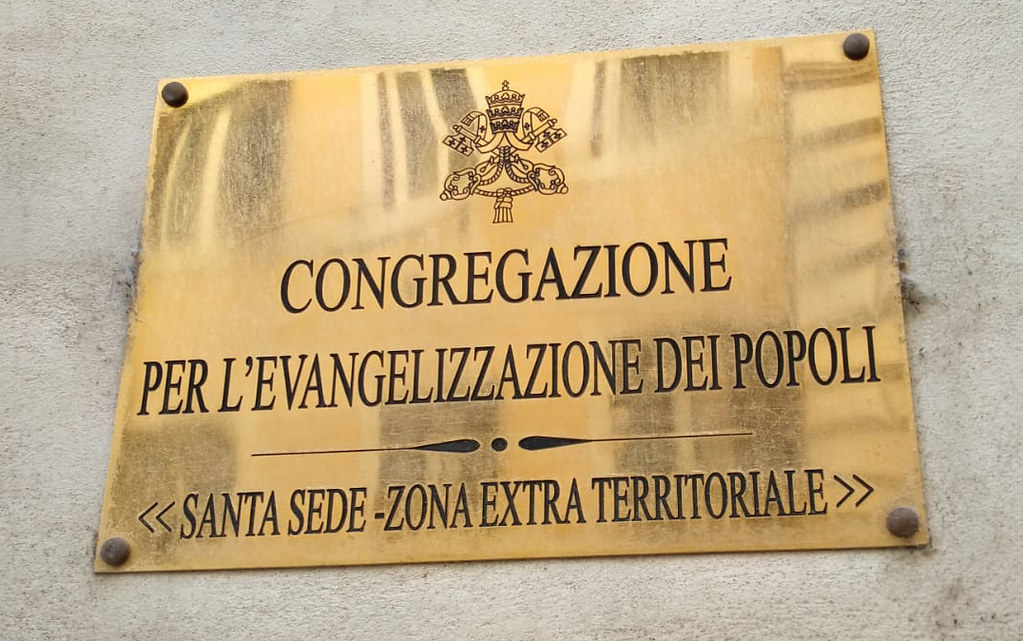 CONGREGAZIONE
PER L'EVANGELIZZAZIONE DEI POPOLI
<< SANTA SEDE -ZONA EXTRA TERRITORIALE >>